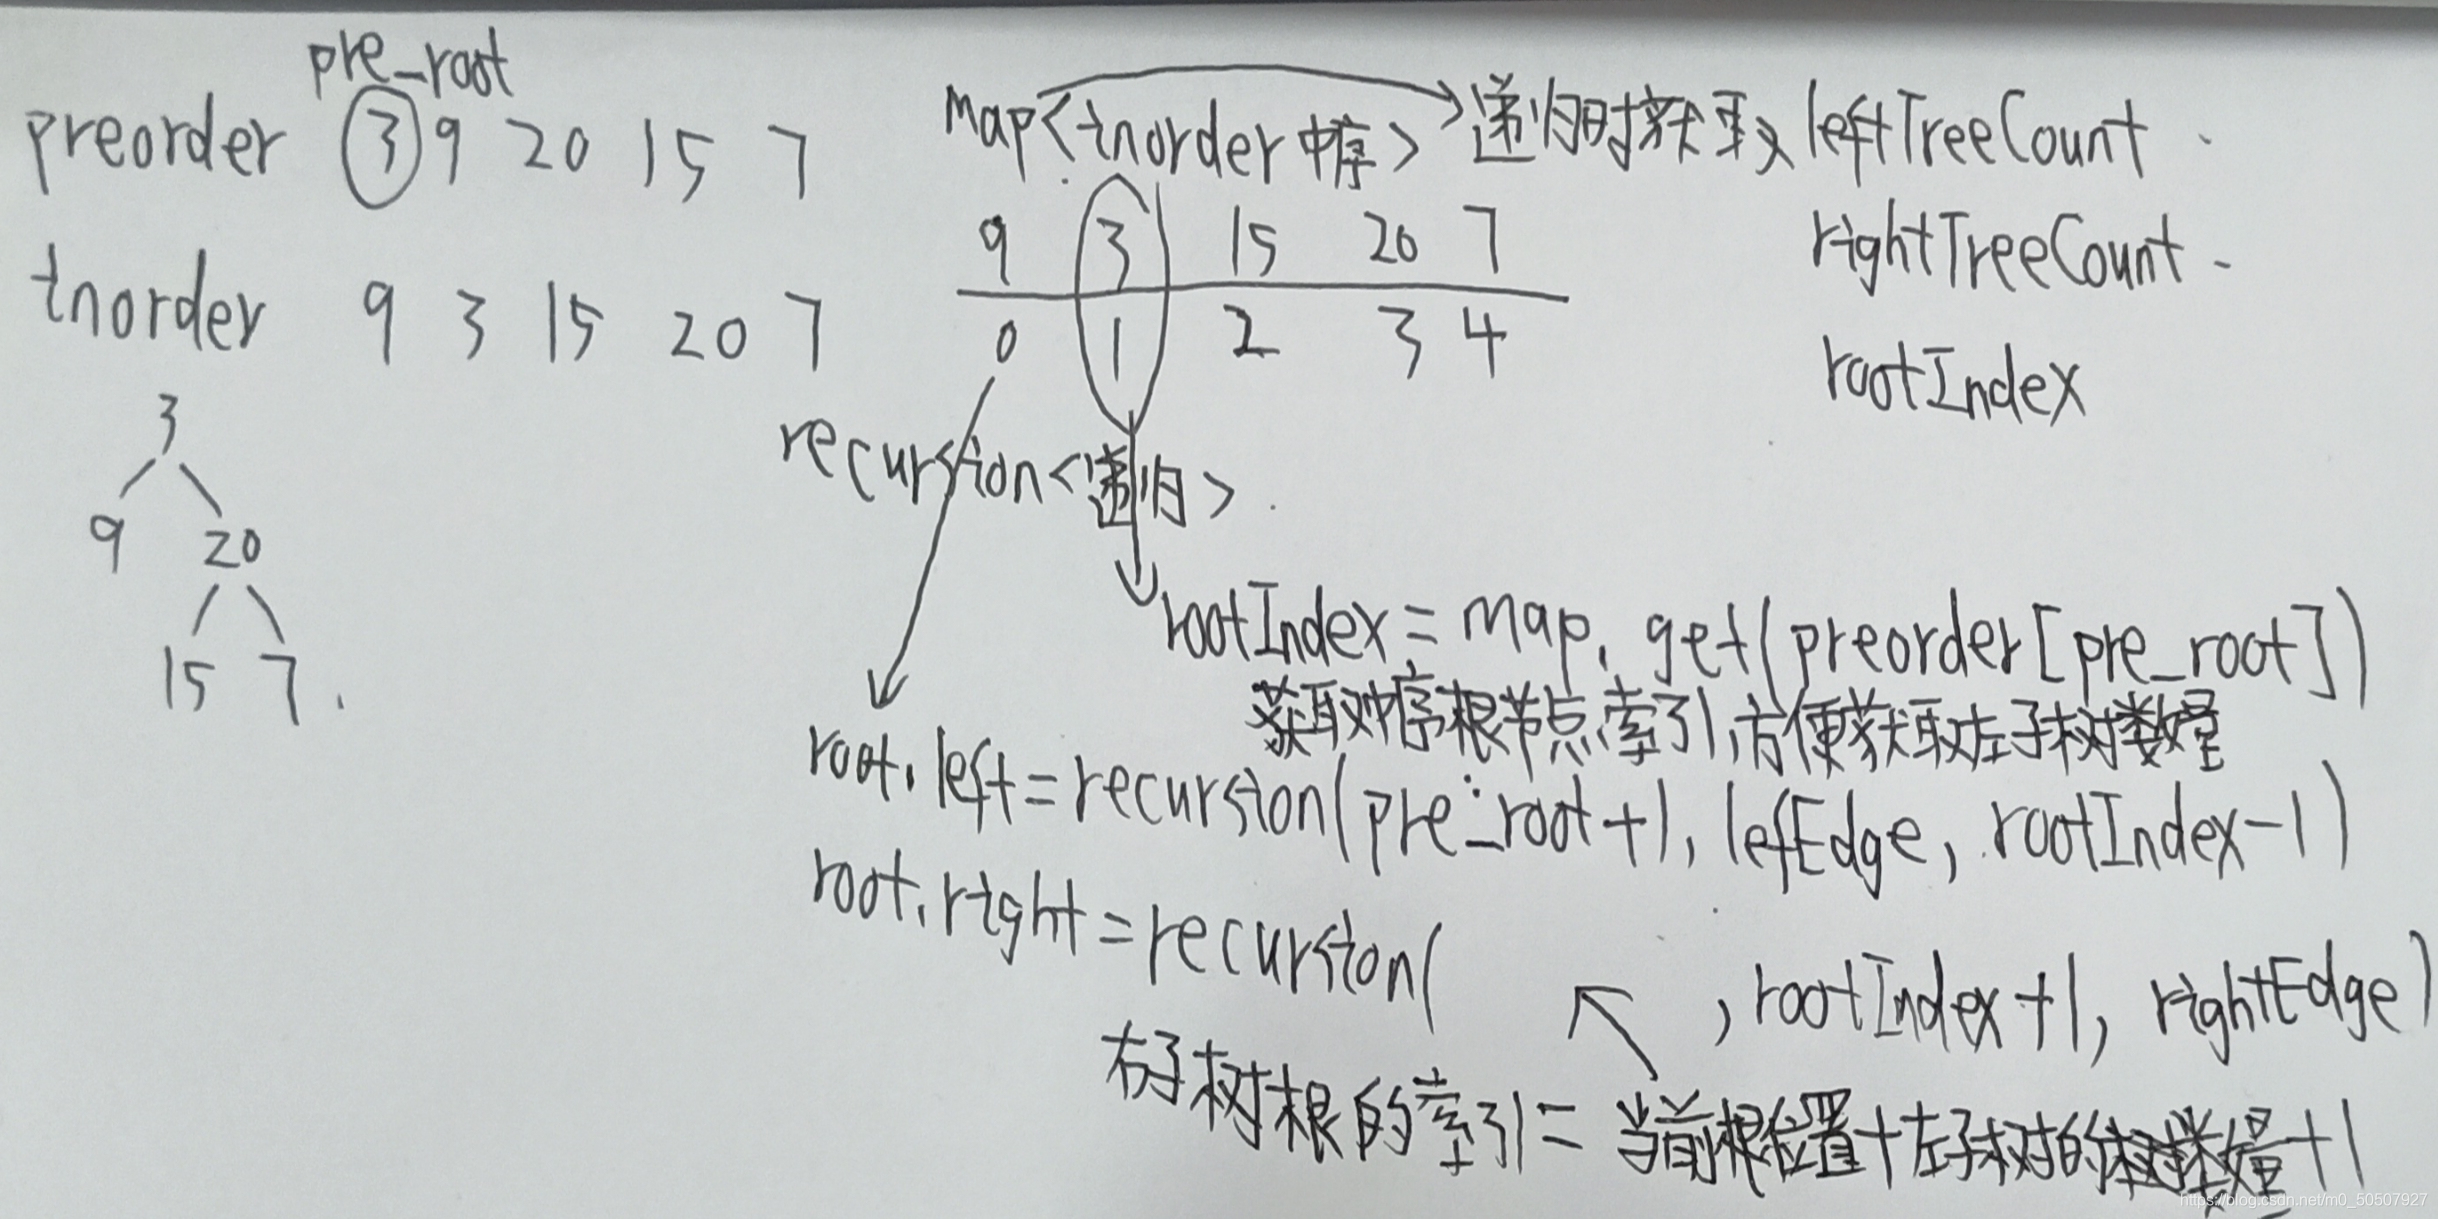 pre_root
preorder 3 9 20 15 7
inorder 9 3 15 20 7
3
9 20
15 7
map<inorder 中序> 递归时获取 leftTreeCount
rightTreeCount
rootIndex
9 3 15 20 7
0 1 2 3 4
recursion<递归>
rootIndex = map.get(preorder[pre_root])
获取中序根节点索引,方便获取左子树数量
root.left=recursion(pre_root+1, lefEdge, rootIndex-1)
root.right=recursion( , rootIndex+1, rightEdge)
右子树根的索引= 当前根位置+左子树的数量+1
https://blog.csdn.net/m0_50507927